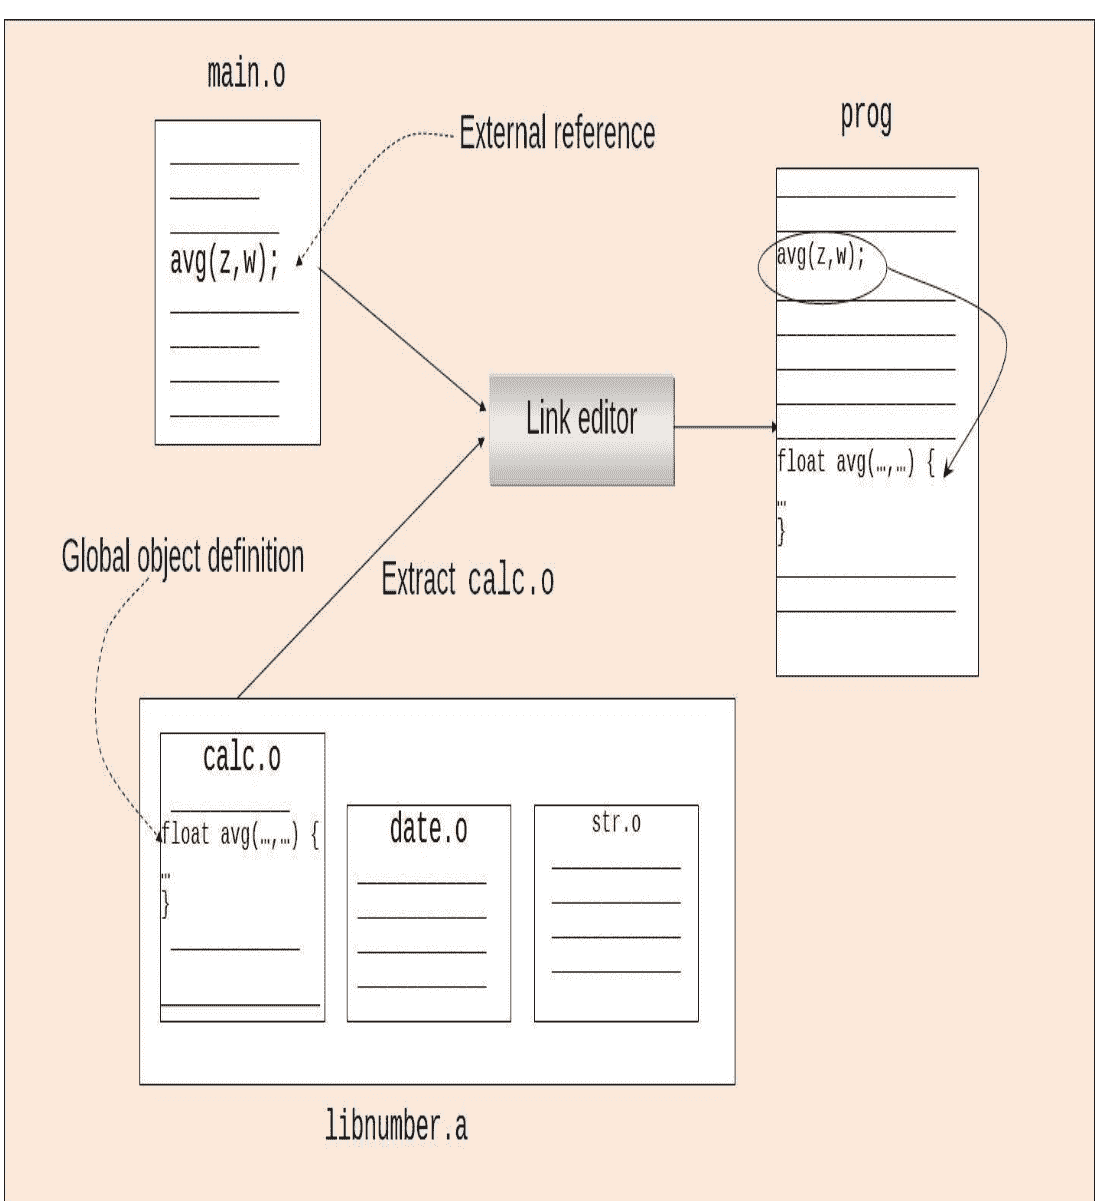 main.o
External reference
avg(z,w);
prog
avg(z,w);
float avg(…,…) {
…
}
Link editor
Global object definition
Extract calc.o
calc.o
float avg(…,…) {
…
}
date.o
str.o
libnumber.a